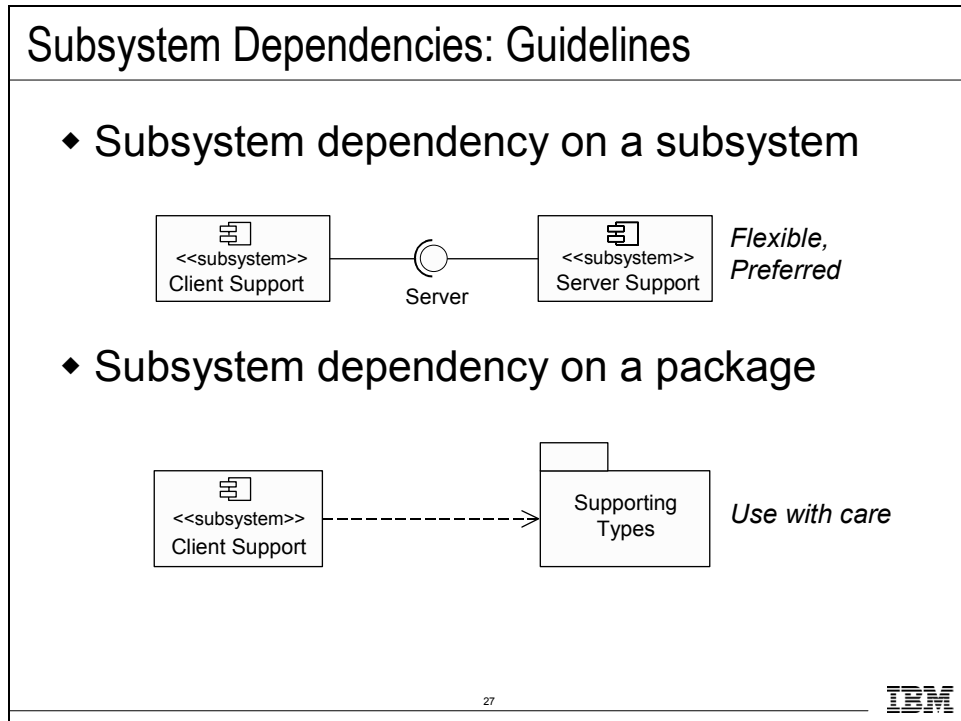 Subsystem Dependencies: Guidelines
◆ Subsystem dependency on a subsystem
<<subsystem>>
Client Support
Server
<<subsystem>>
Server Support
Flexible,
Preferred
◆ Subsystem dependency on a package
<<subsystem>>
Client Support
Supporting
Types
Use with care
27
IBM